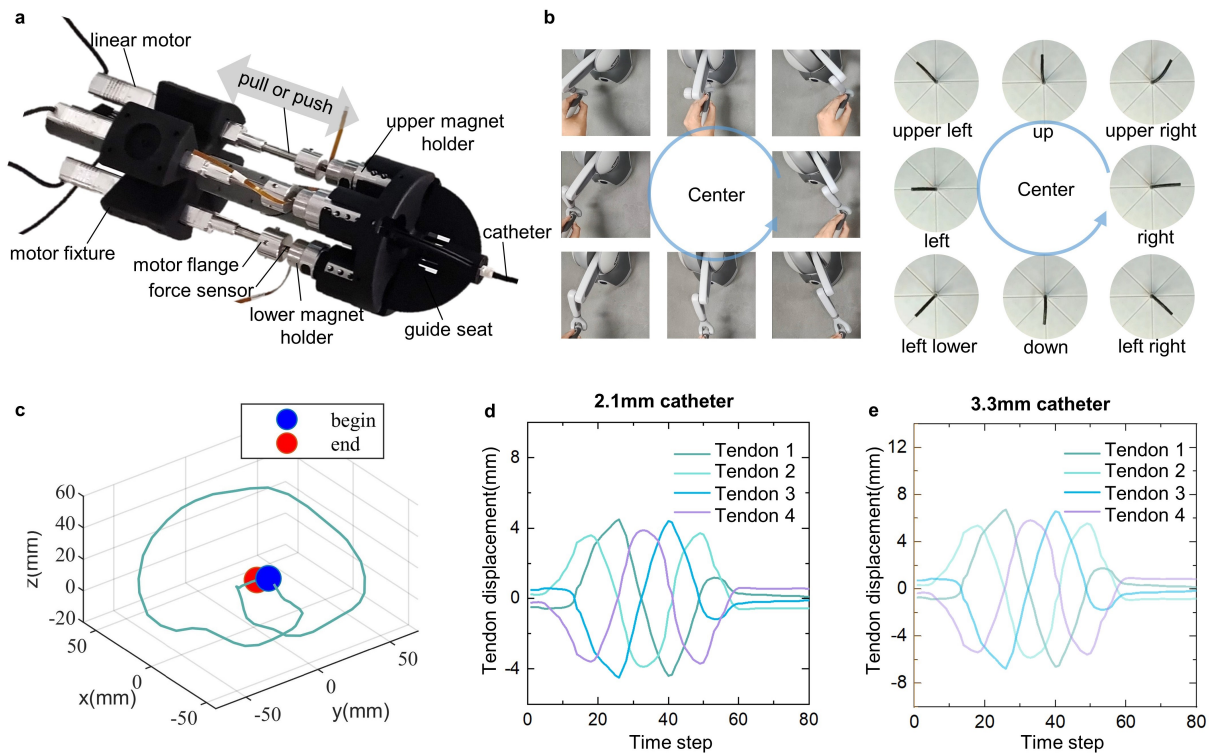 a
linear motor
pull or push
upper magnet
holder
catheter
motor fixture
motor flange
force sensor
lower magnet
holder
guide seat
b
Center
upper left
up
upper right
left
Center
right
left lower
down
left right
c
begin
end
z(mm)
60
40
20
0
-20
50
0
-50
x(mm)
-50
0
50
y(mm)
d
2.1mm catheter
Tendon displacement(mm)
8
4
0
-4
Tendon 1
Tendon 2
Tendon 3
Tendon 4
0
20
40
60
80
Time step
e
3.3mm catheter
Tendon displacement(mm)
12
8
4
0
-4
-8
Tendon 1
Tendon 2
Tendon 3
Tendon 4
0
20
40
60
80
Time step